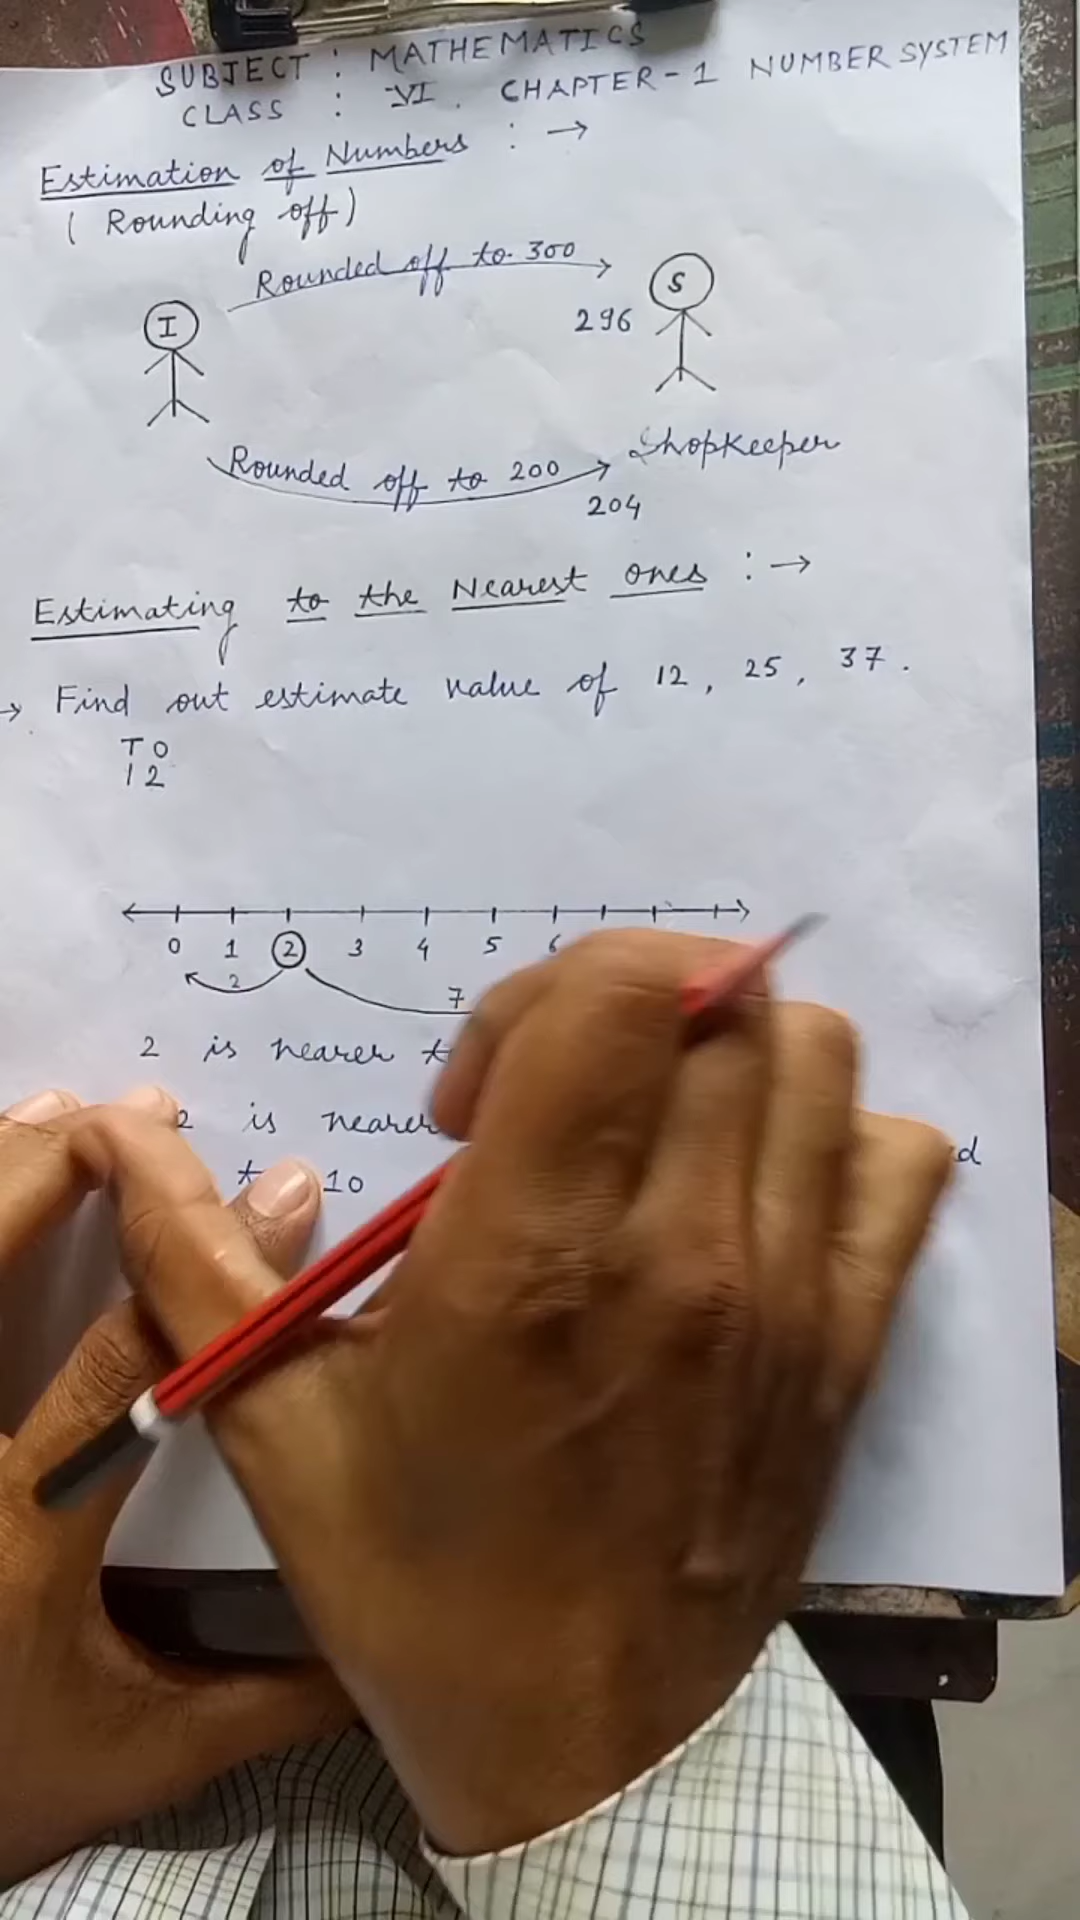 SUBJECT : MATHEMATICS
CLASS : VI. CHAPTER-1 NUMBER SYSTEM
Estimation of Numbers : →
( Rounding off )
Rounded off to 300
I
S
296
Shopkeeper
Rounded off to 200
204
Estimating to the Nearest ones : →
→ Find out estimate value of 12, 25, 37.
T O
1 2
0 1 2 3 4 5 6
2 7
2 is nearer
2 is nearer
10